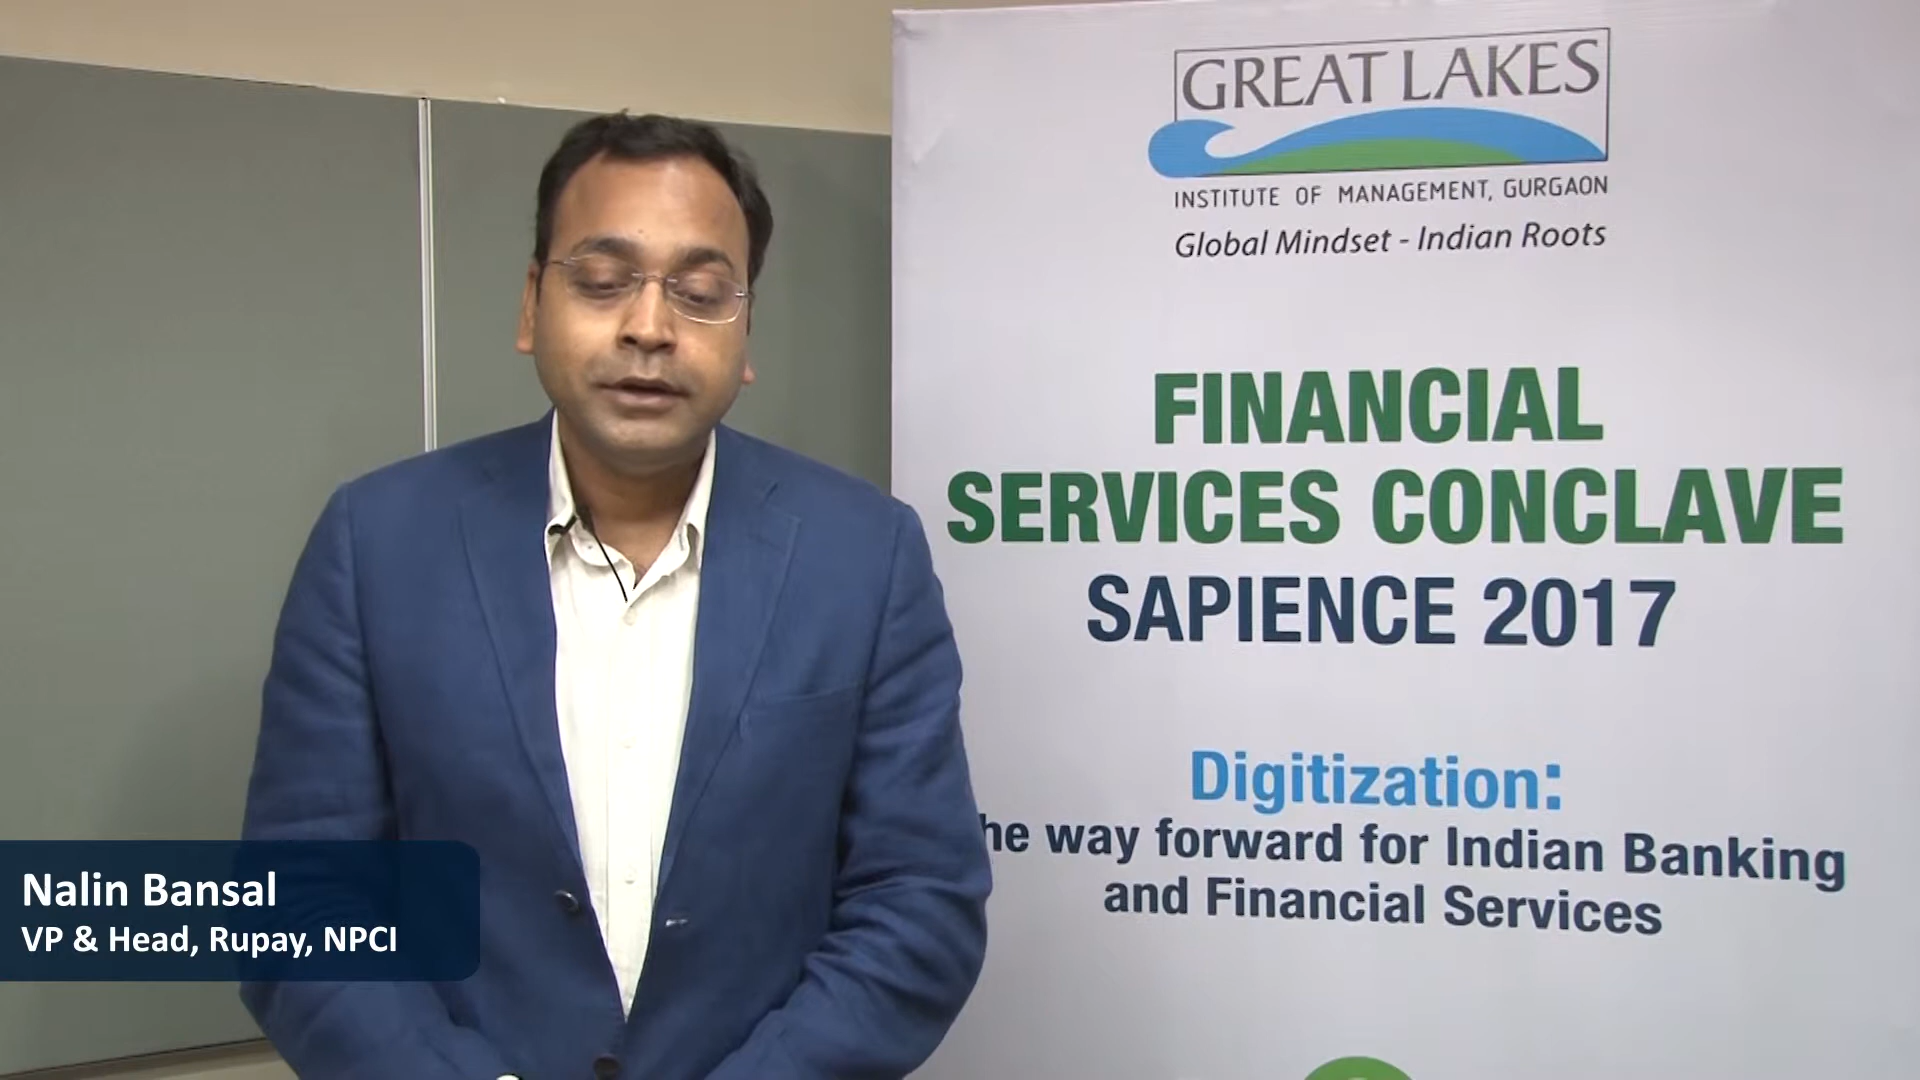 GREAT LAKES
INSTITUTE OF MANAGEMENT, GURGAON
Global Mindset - Indian Roots
FINANCIAL
SERVICES CONCLAVE
SAPIENCE 2017
Digitization:
he way forward for Indian Banking
and Financial Services
Nalin Bansal
VP & Head, Rupay, NPCI